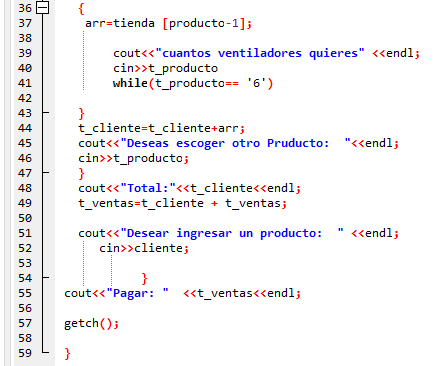 36 {
37 arr=tienda [producto-1];
38
39 cout<<"cuantos ventiladores quieres" <<endl;
40 cin>>t_producto
41 while(t_producto== '6')
42
43 }
44 t_cliente=t_cliente+arr;
45 cout<<"Deseas escoger otro Pruducto:  "<<endl;
46 cin>>t_producto;
47 }
48 cout<<"Total:"<<t_cliente<<endl;
49 t_ventas=t_cliente + t_ventas;
50
51 cout<<"Desear ingresar un producto:  " <<endl;
52 cin>>cliente;
53
54 }
55 cout<<"Pagar: "  <<t_ventas<<endl;
56
57 getch();
58
59 }